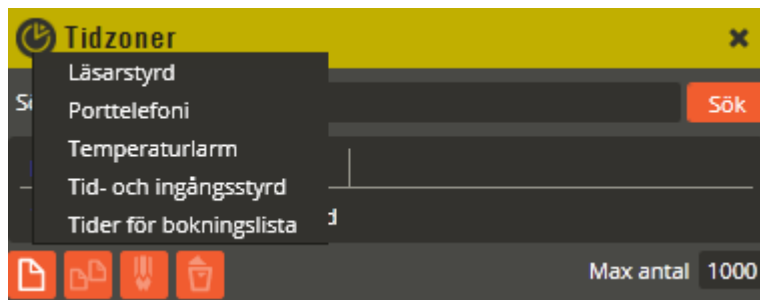 Tidzoner
Läsarstyrd
Sök
Porttelefoni
Temperaturlarm
Tid- och ingångsstyrd
Tider för bokningslista
Max antal 1000